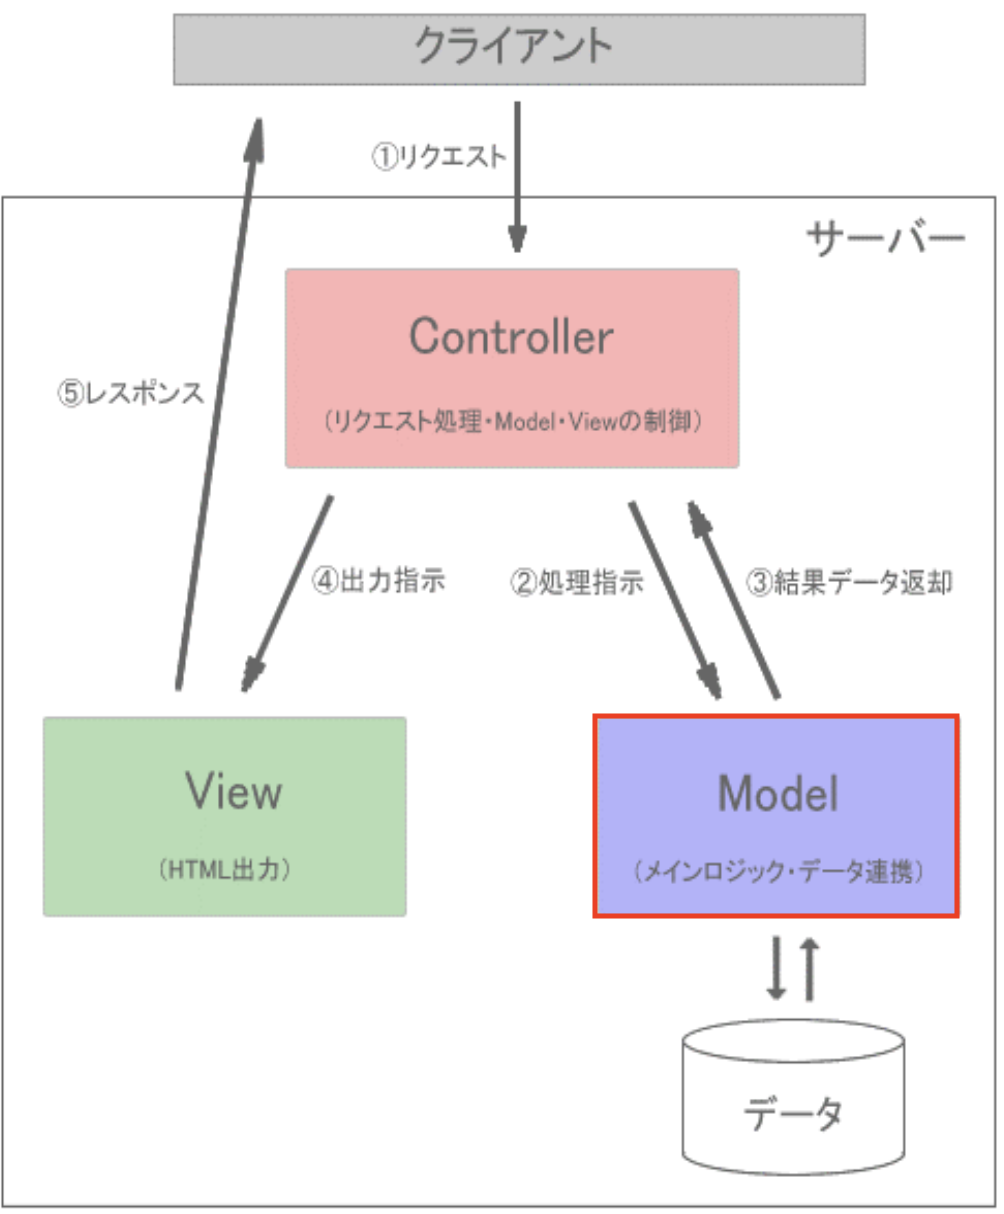 クライアント
①リクエスト
サーバー
Controller
(リクエスト処理・Model・Viewの制御)
⑤レスポンス
④出力指示
②処理指示
③結果データ返却
View
(HTML出力)
Model
(メインロジック・データ連携)
データ